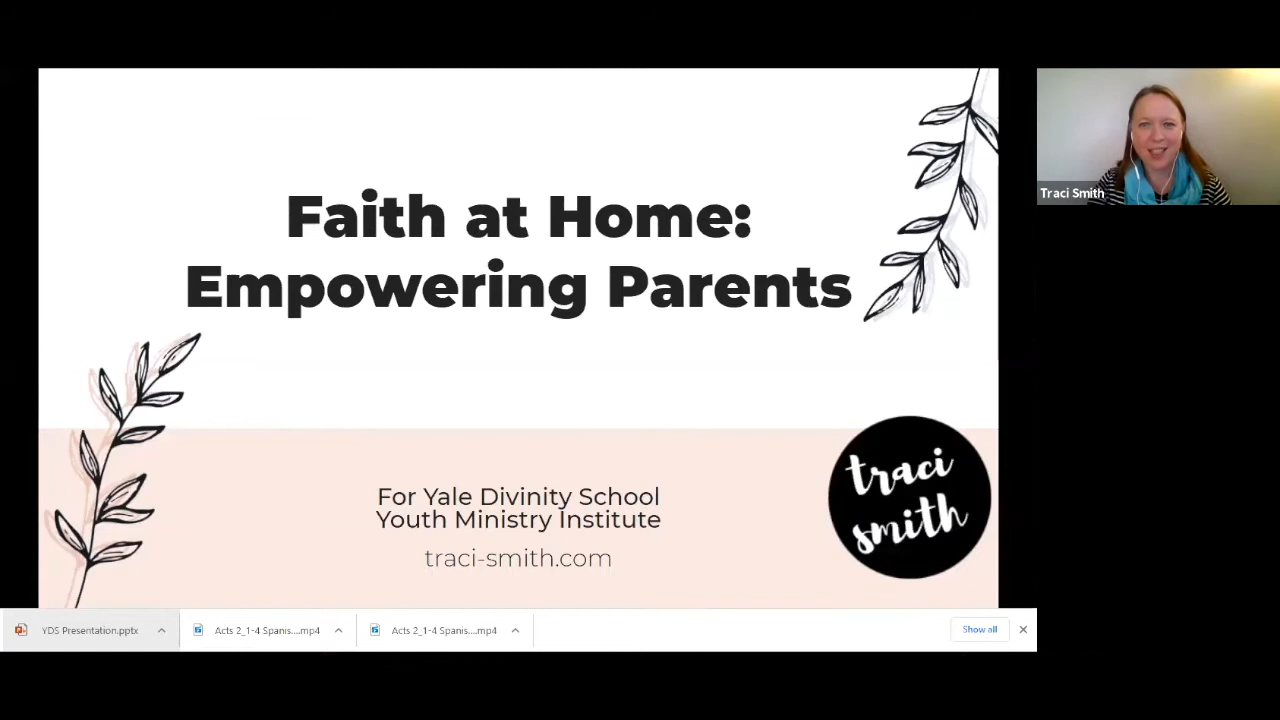 Faith at Home:
Empowering Parents
For Yale Divinity School
Youth Ministry Institute
traci-smith.com
traci
smith
Traci Smith
YDS Presentation.pptx
Acts 2_1-4 Spanis....mp4
Acts 2_1-4 Spanis....mp4
Show all